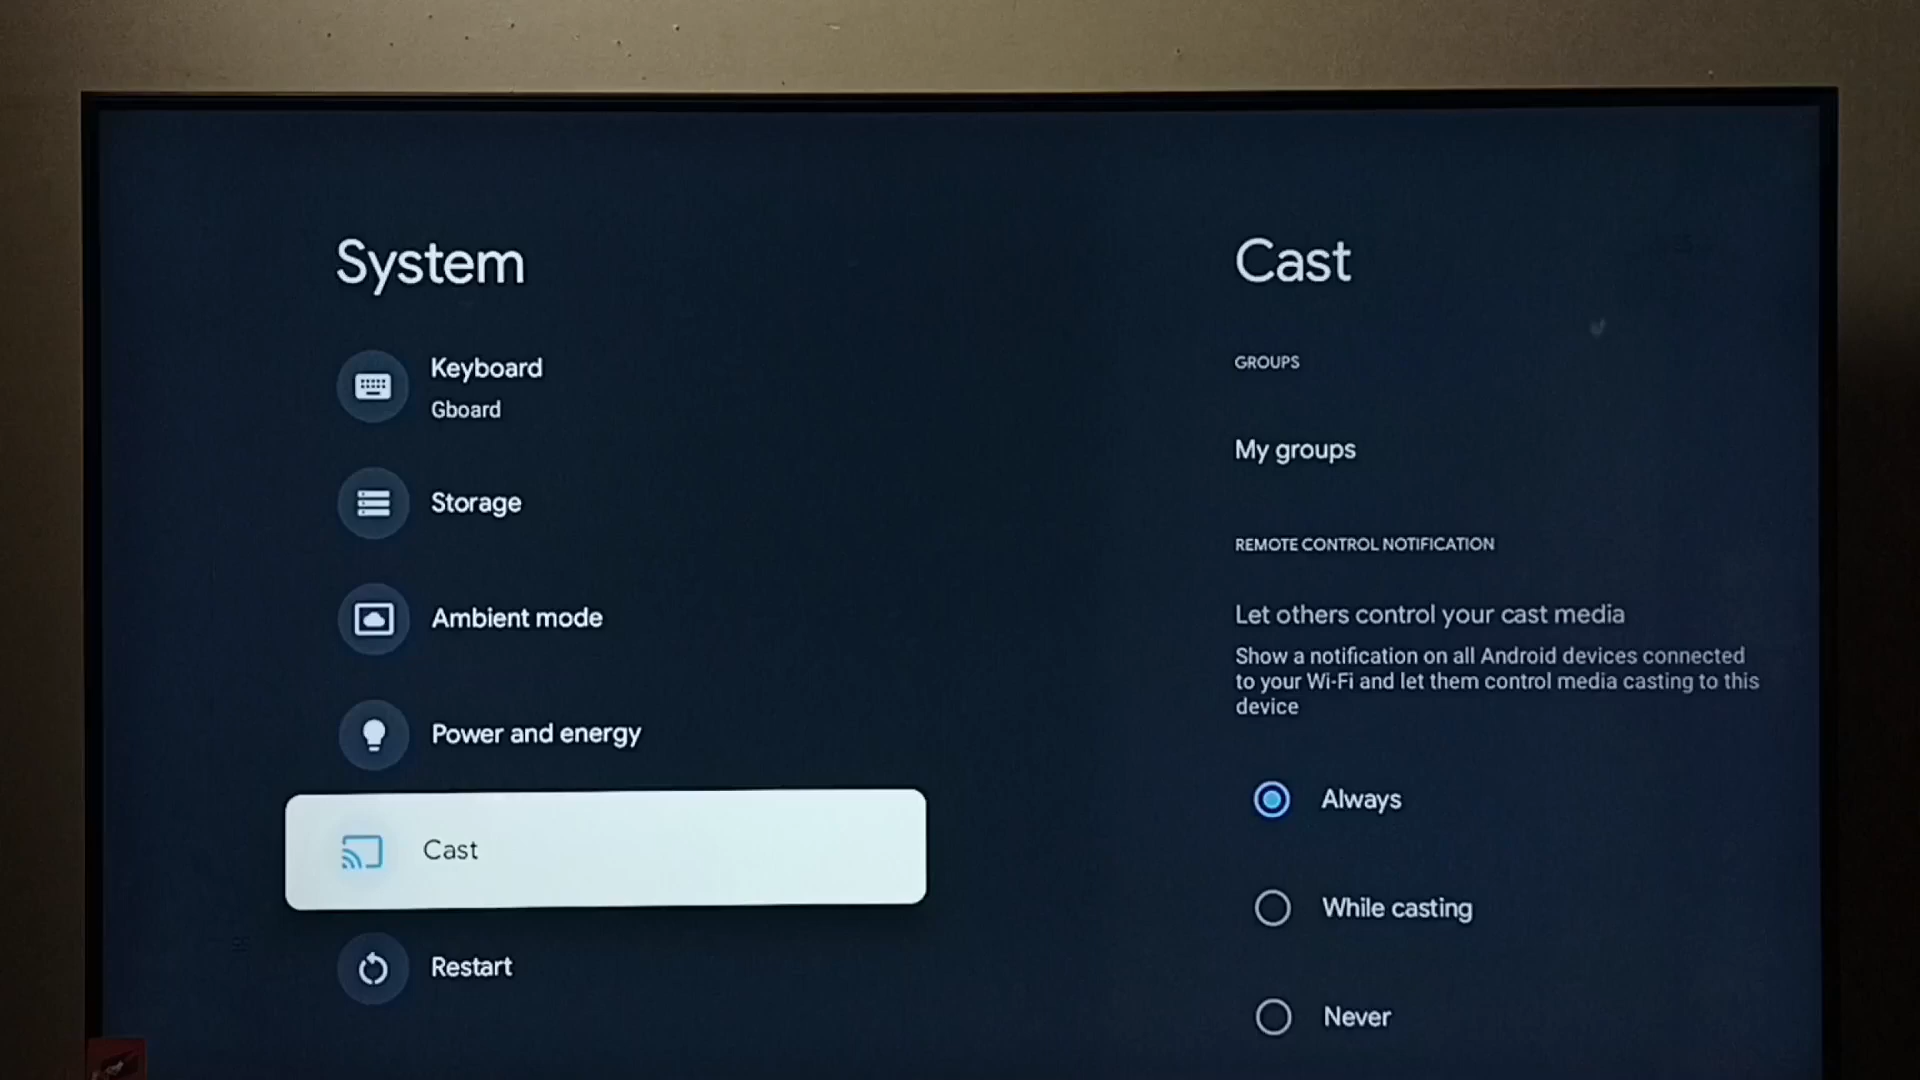 System
Keyboard
Gboard
Storage
Ambient mode
Power and energy
Cast
Restart
Cast
GROUPS
My groups
REMOTE CONTROL NOTIFICATION
Let others control your cast media
Show a notification on all Android devices connected
to your Wi-Fi and let them control media casting to this
device
Always
While casting
Never